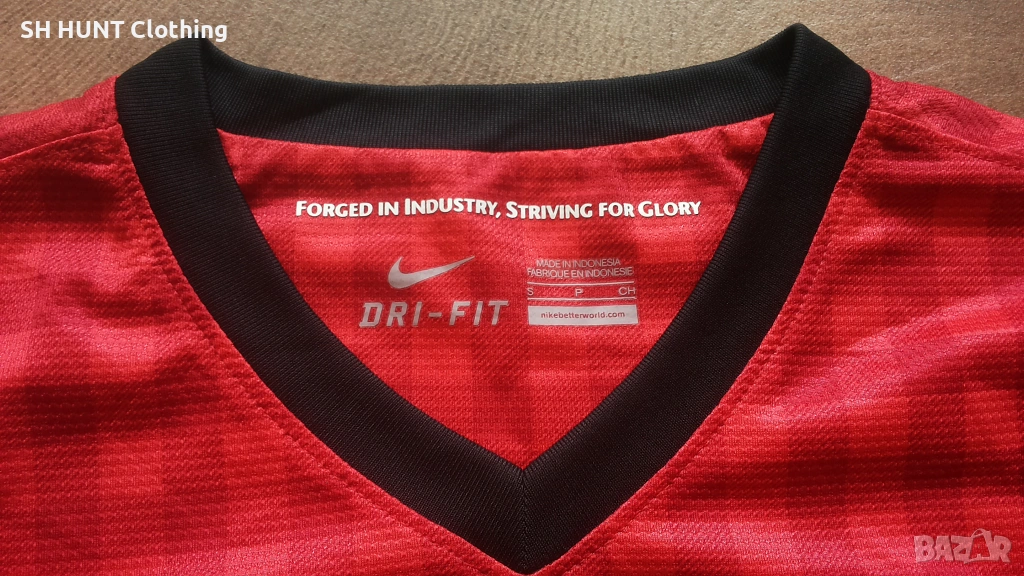 SH HUNT Clothing
FORGED IN INDUSTRY, STRIVING FOR GLORY
DRI-FIT
MADE IN INDONESIA
FABRIQUE EN INDONESIE
S P CH
nikebetterworld.com
BAZAR